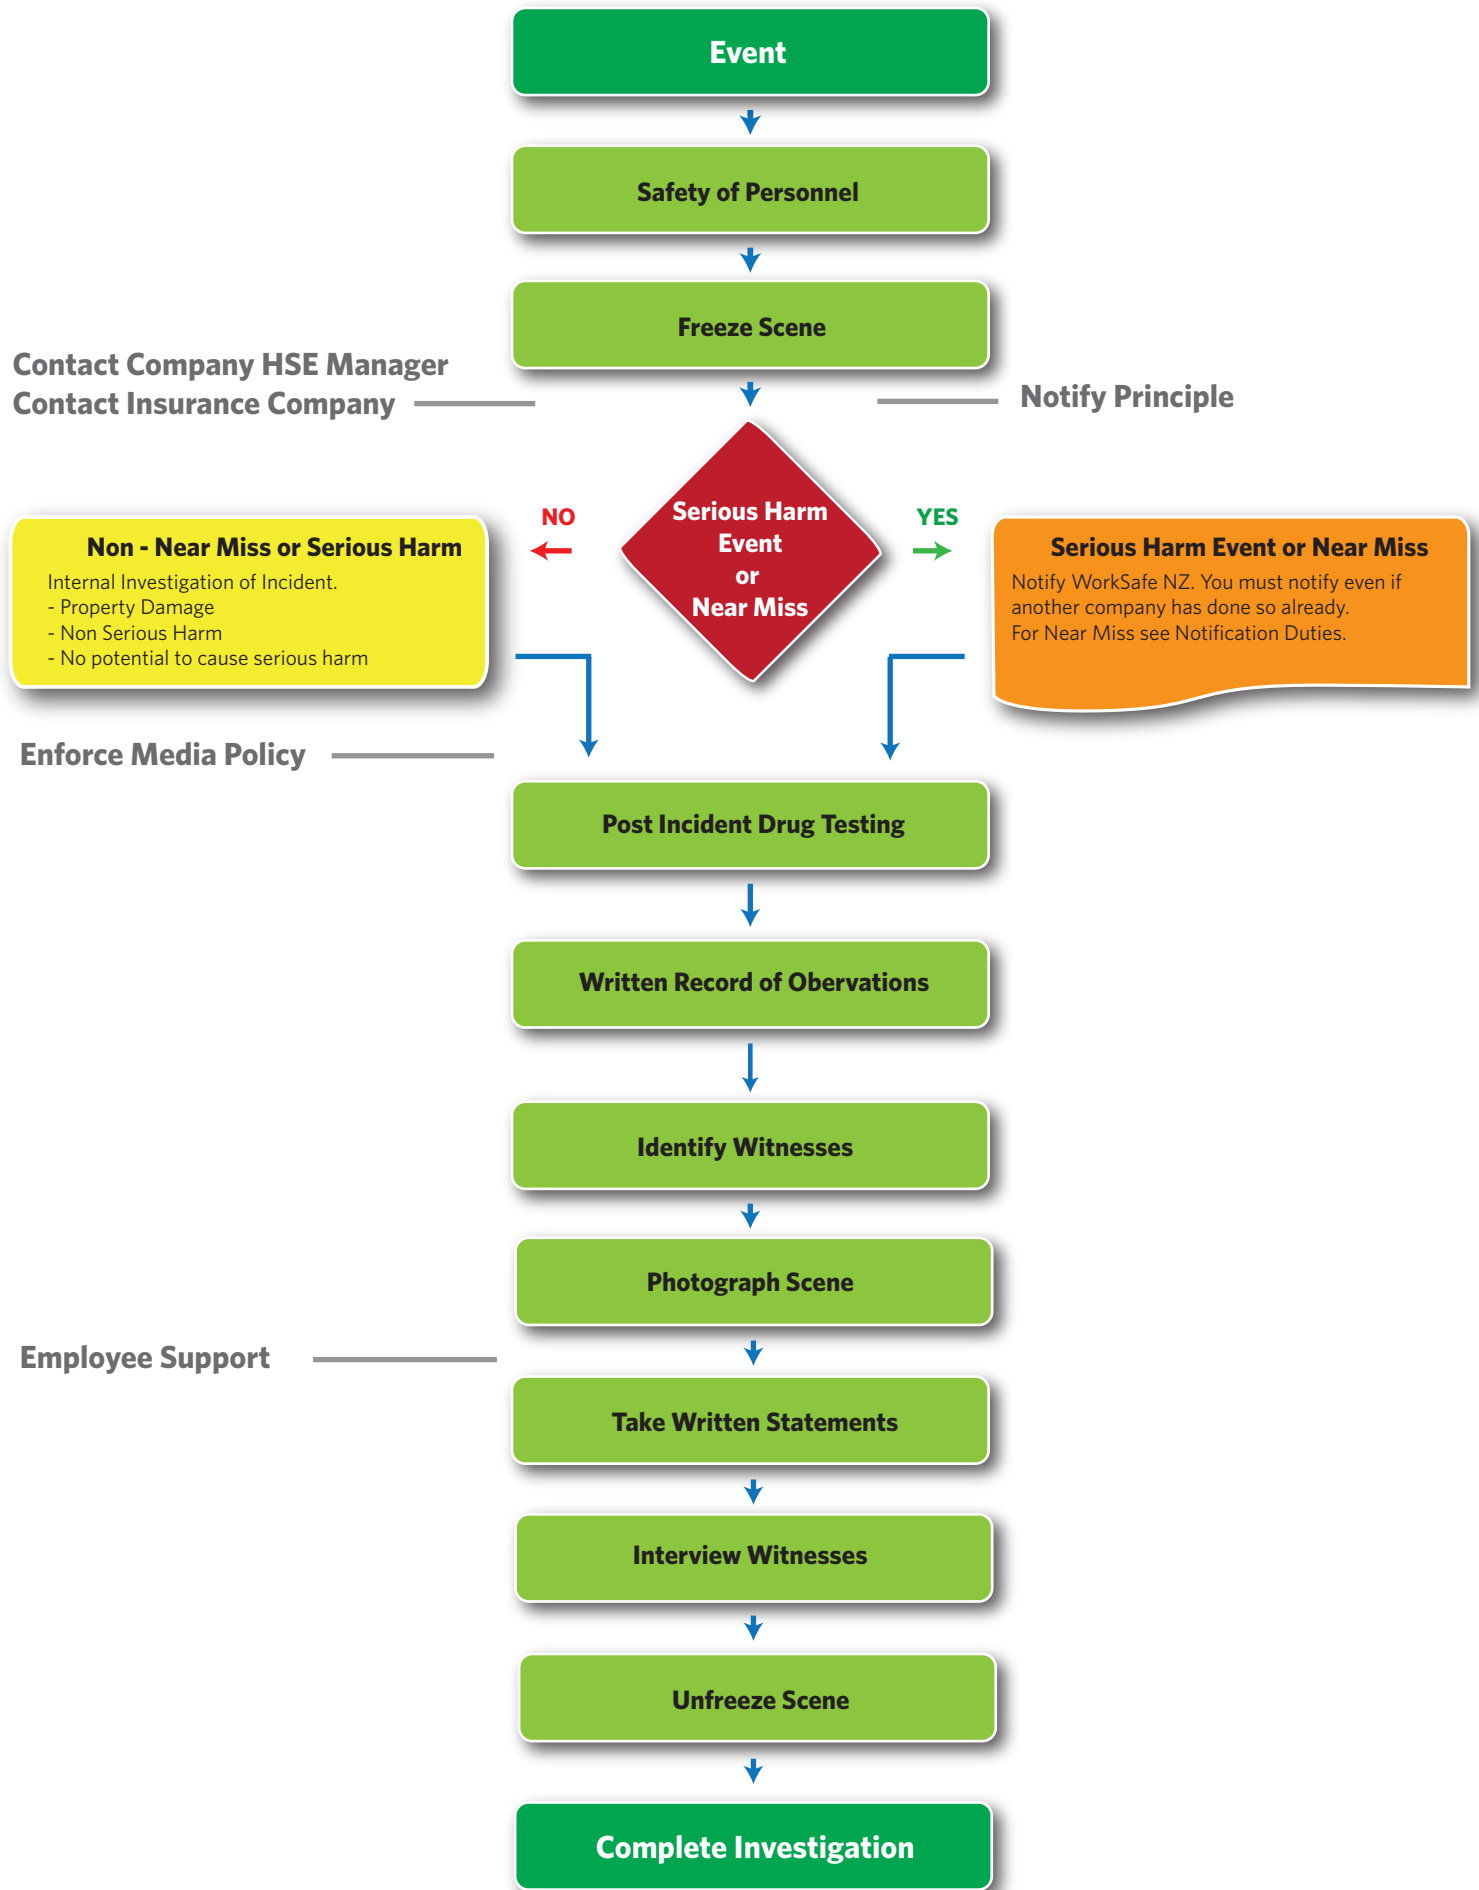 Event
Safety of Personnel
Freeze Scene
Contact Company HSE Manager
Contact Insurance Company
Notify Principle
Serious Harm
Event
or
Near Miss
NO
YES
Non - Near Miss or Serious Harm
Internal Investigation of Incident.
- Property Damage
- Non Serious Harm
- No potential to cause serious harm
Serious Harm Event or Near Miss
Notify WorkSafe NZ. You must notify even if
another company has done so already.
For Near Miss see Notification Duties.
Enforce Media Policy
Post Incident Drug Testing
Written Record of Obervations
Identify Witnesses
Photograph Scene
Employee Support
Take Written Statements
Interview Witnesses
Unfreeze Scene
Complete Investigation